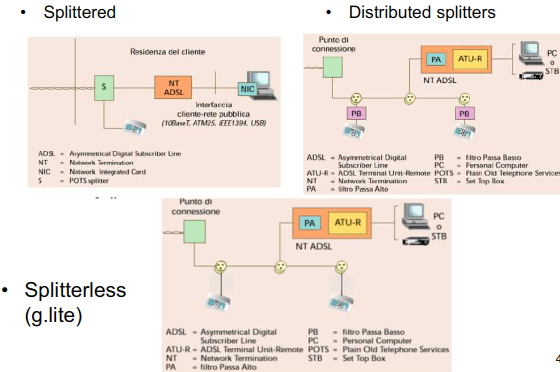 • Splittered
Residenza del cliente
S
NT
ADSL
NIC
Interfaccia
cliente-rete pubblica
(10BaseT, ATM25, iEEE1394, USB)
ADSL = Asymmetrical Digital Subscriber Line
NT = Network Termination
NIC = Network Integrated Card
S = POTS splitter
• Distributed splitters
Punto di
connessione
PA
ATU-R
NT ADSL
PC
o
STB
PB
PB
ADSL = Asymmetrical Digital
Subscriber Line
ATU-R = ADSL Terminal Unit-Remote
NT = Network Termination
PA = filtro Passa Alto
PB = filtro Passa Basso
PC = Personal Computer
POTS = Plain Old Telephone Services
STB = Set Top Box
• Splitterless
(g.lite)
Punto di
connessione
PA
ATU-R
NT ADSL
PC
o
STB
ADSL = Asymmetrical Digital
Subscriber Line
ATU-R = ADSL Terminal Unit-Remote
NT = Network Termination
PA = filtro Passa Alto
PB = filtro Passa Basso
PC = Personal Computer
POTS = Plain Old Telephone Services
STB = Set Top Box
4